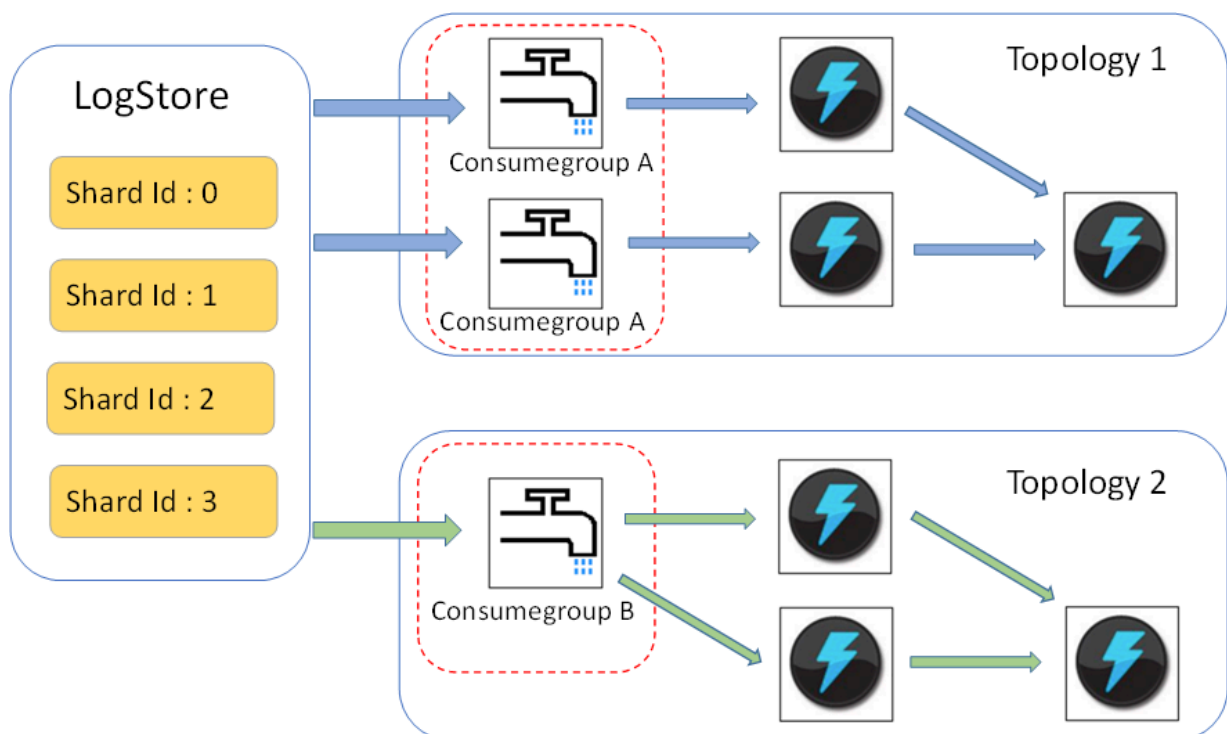 LogStore
Shard Id : 0
Shard Id : 1
Shard Id : 2
Shard Id : 3
Topology 1
Consumegroup A
Consumegroup A
Topology 2
Consumegroup B